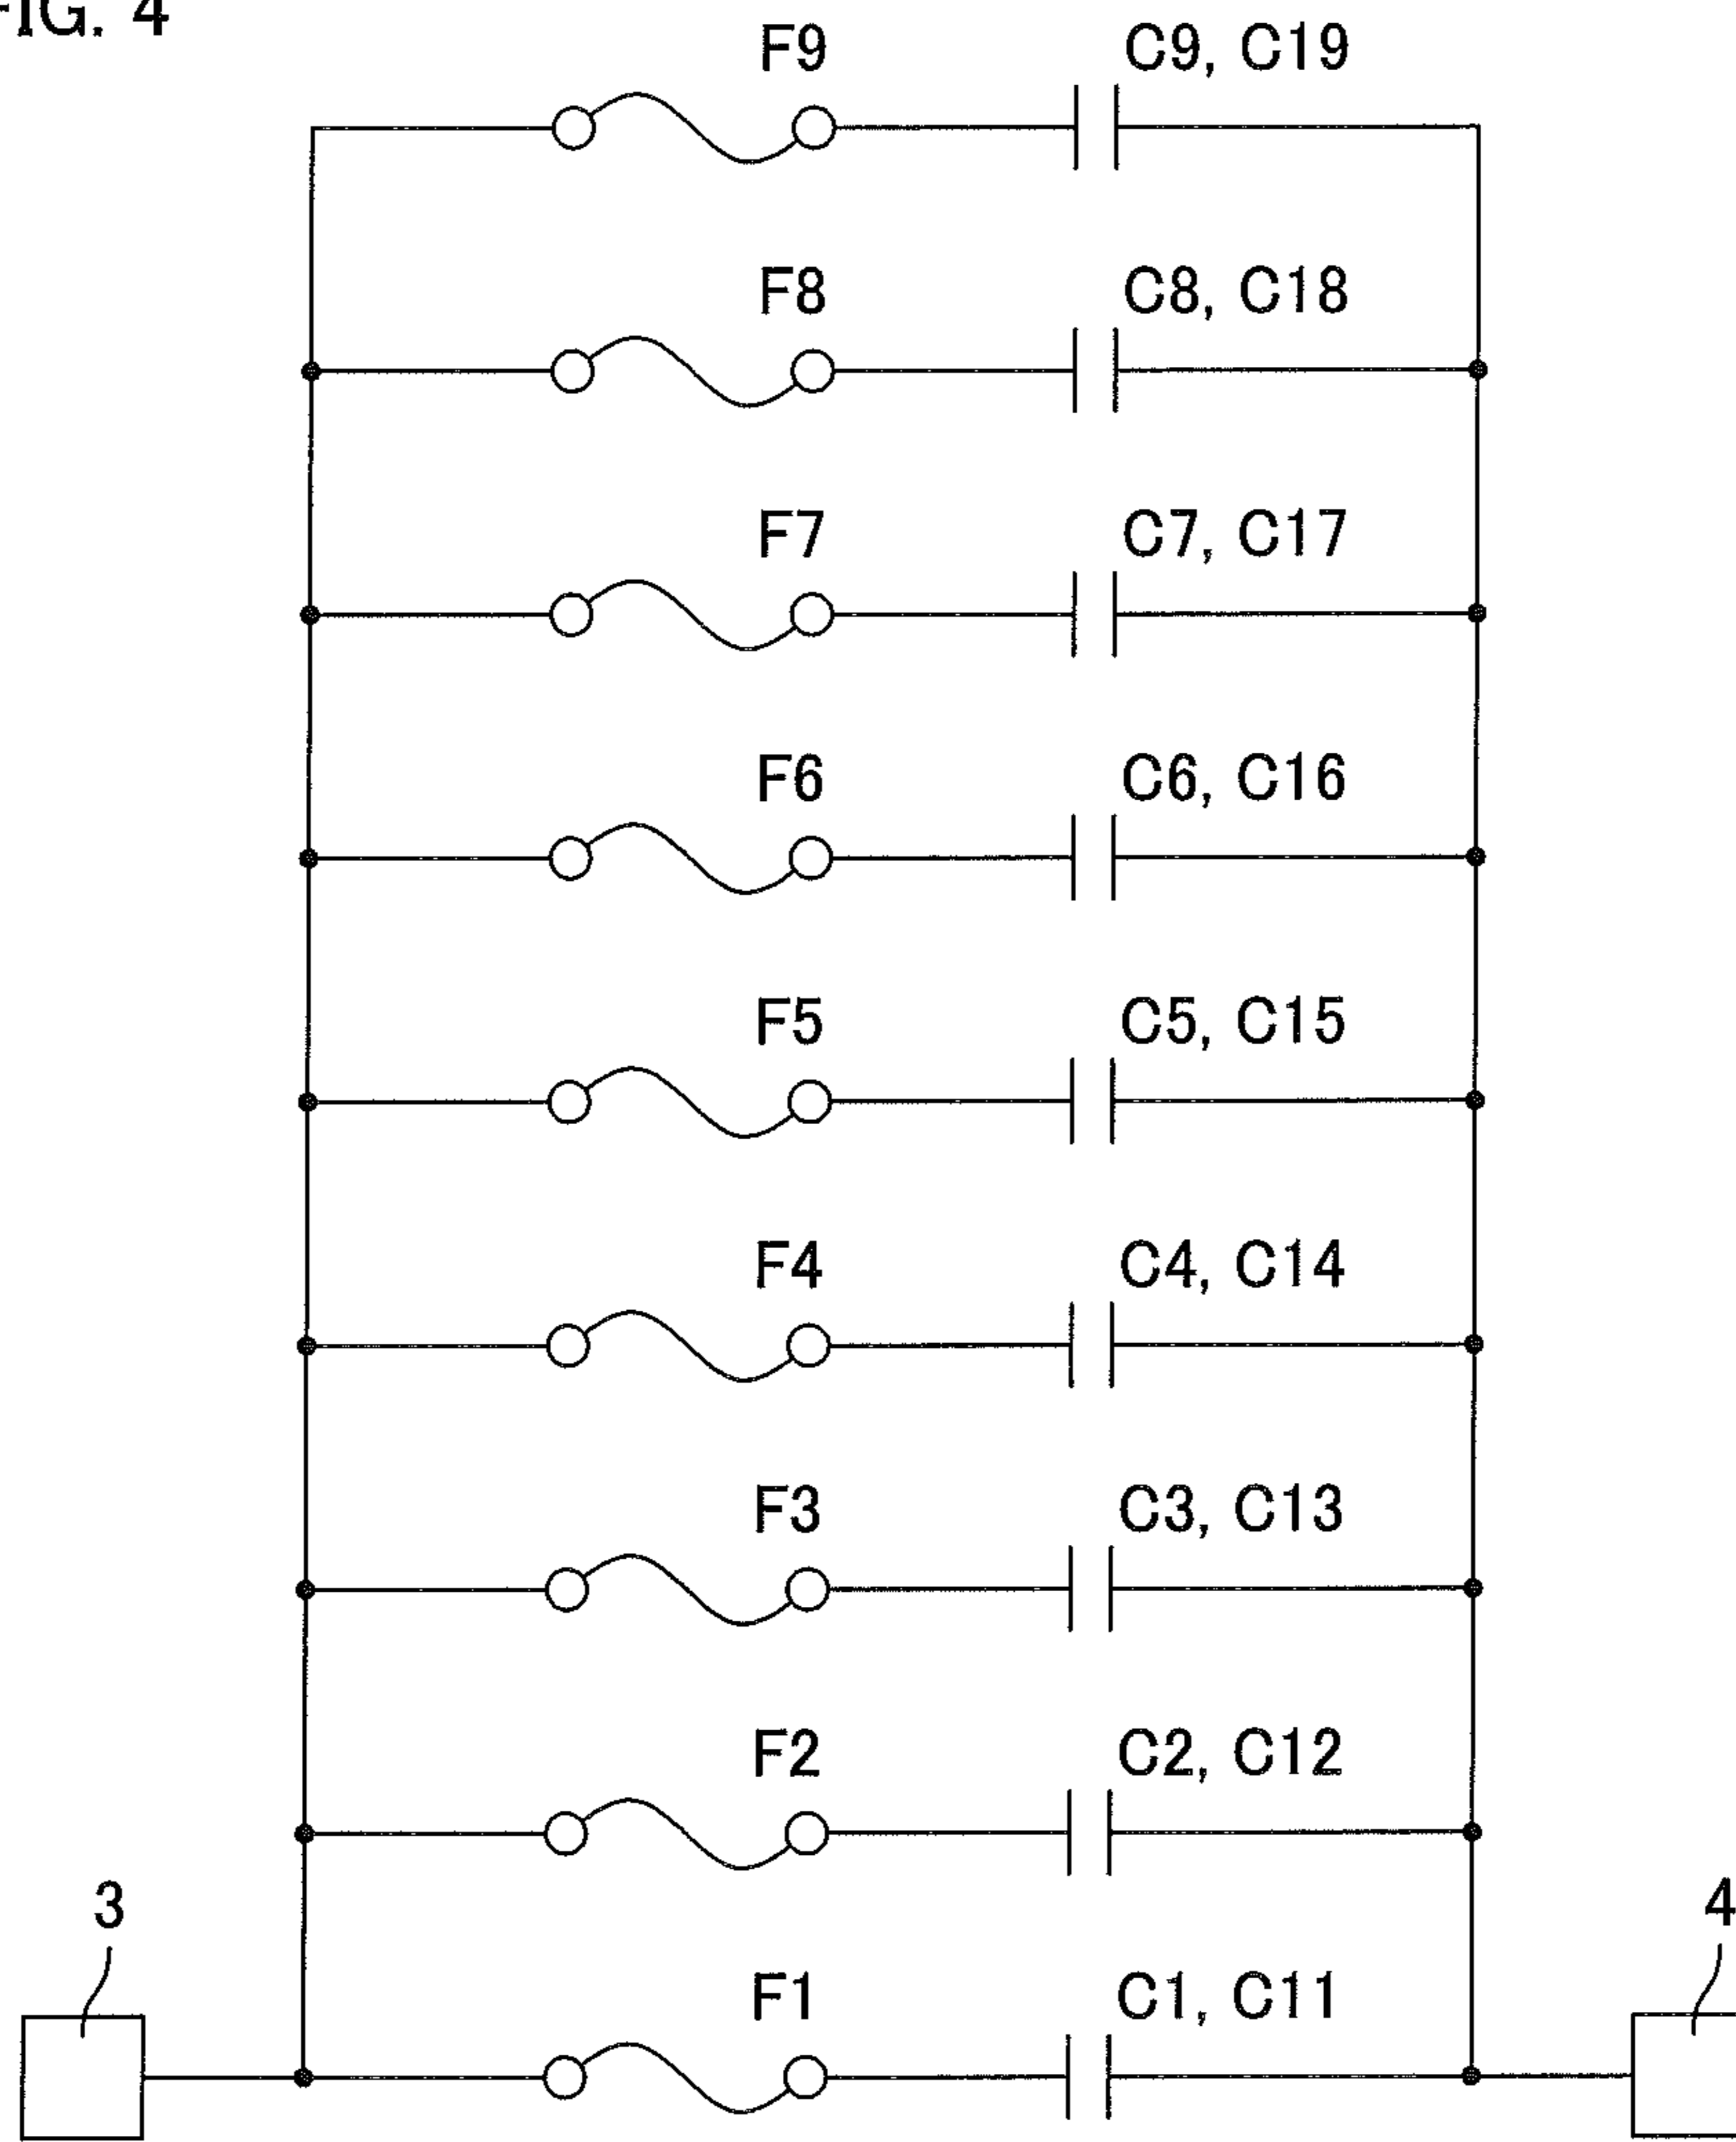 FIG. 4
F9 C9, C19
F8 C8, C18
F7 C7, C17
F6 C6, C16
F5 C5, C15
F4 C4, C14
F3 C3, C13
F2 C2, C12
3 4
F1 C1, C11